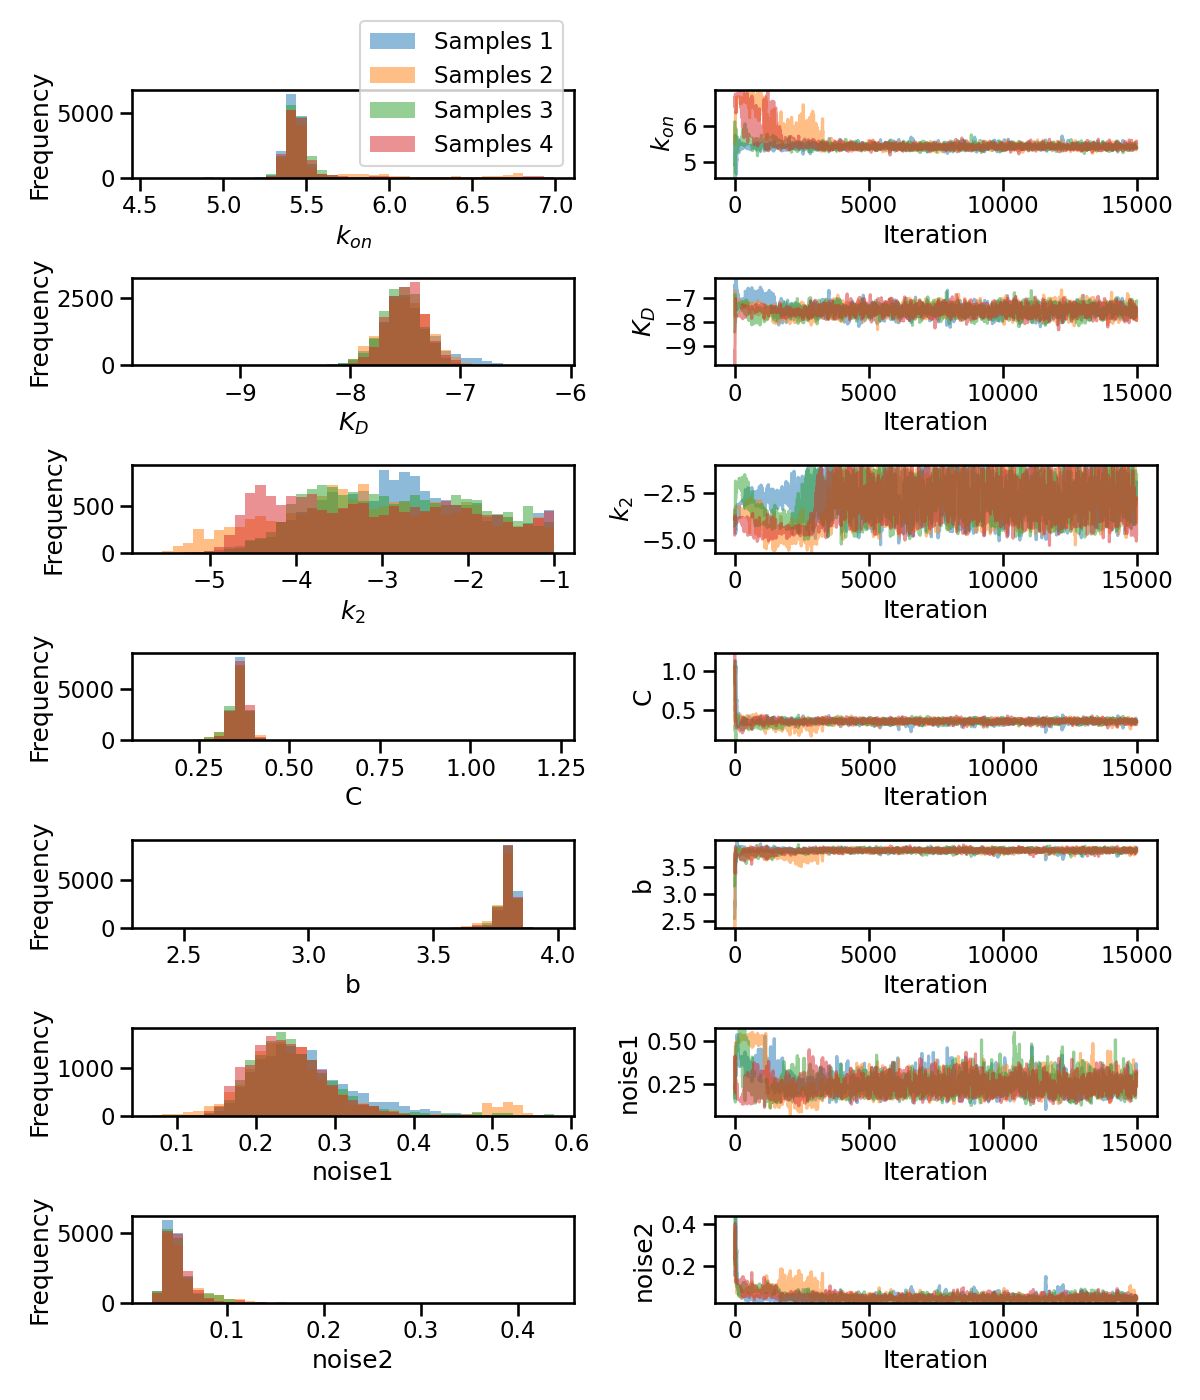 Samples 1
Samples 2
Samples 3
Samples 4
Frequency
5000
0
4.5 5.0 5.5 6.0 6.5 7.0
k_on
k_on
6
5
0 5000 10000 15000
Iteration
Frequency
2500
0
−9 −8 −7 −6
K_D
K_D
−7
−8
−9
0 5000 10000 15000
Iteration
Frequency
500
0
−5 −4 −3 −2 −1
k_2
k_2
−2.5
−5.0
0 5000 10000 15000
Iteration
Frequency
5000
0
0.25 0.50 0.75 1.00 1.25
C
C
1.0
0.5
0 5000 10000 15000
Iteration
Frequency
5000
0
2.5 3.0 3.5 4.0
b
b
3.5
3.0
2.5
0 5000 10000 15000
Iteration
Frequency
1000
0
0.1 0.2 0.3 0.4 0.5 0.6
noise1
noise1
0.50
0.25
0 5000 10000 15000
Iteration
Frequency
5000
0
0.1 0.2 0.3 0.4
noise2
noise2
0.4
0.2
0 5000 10000 15000
Iteration